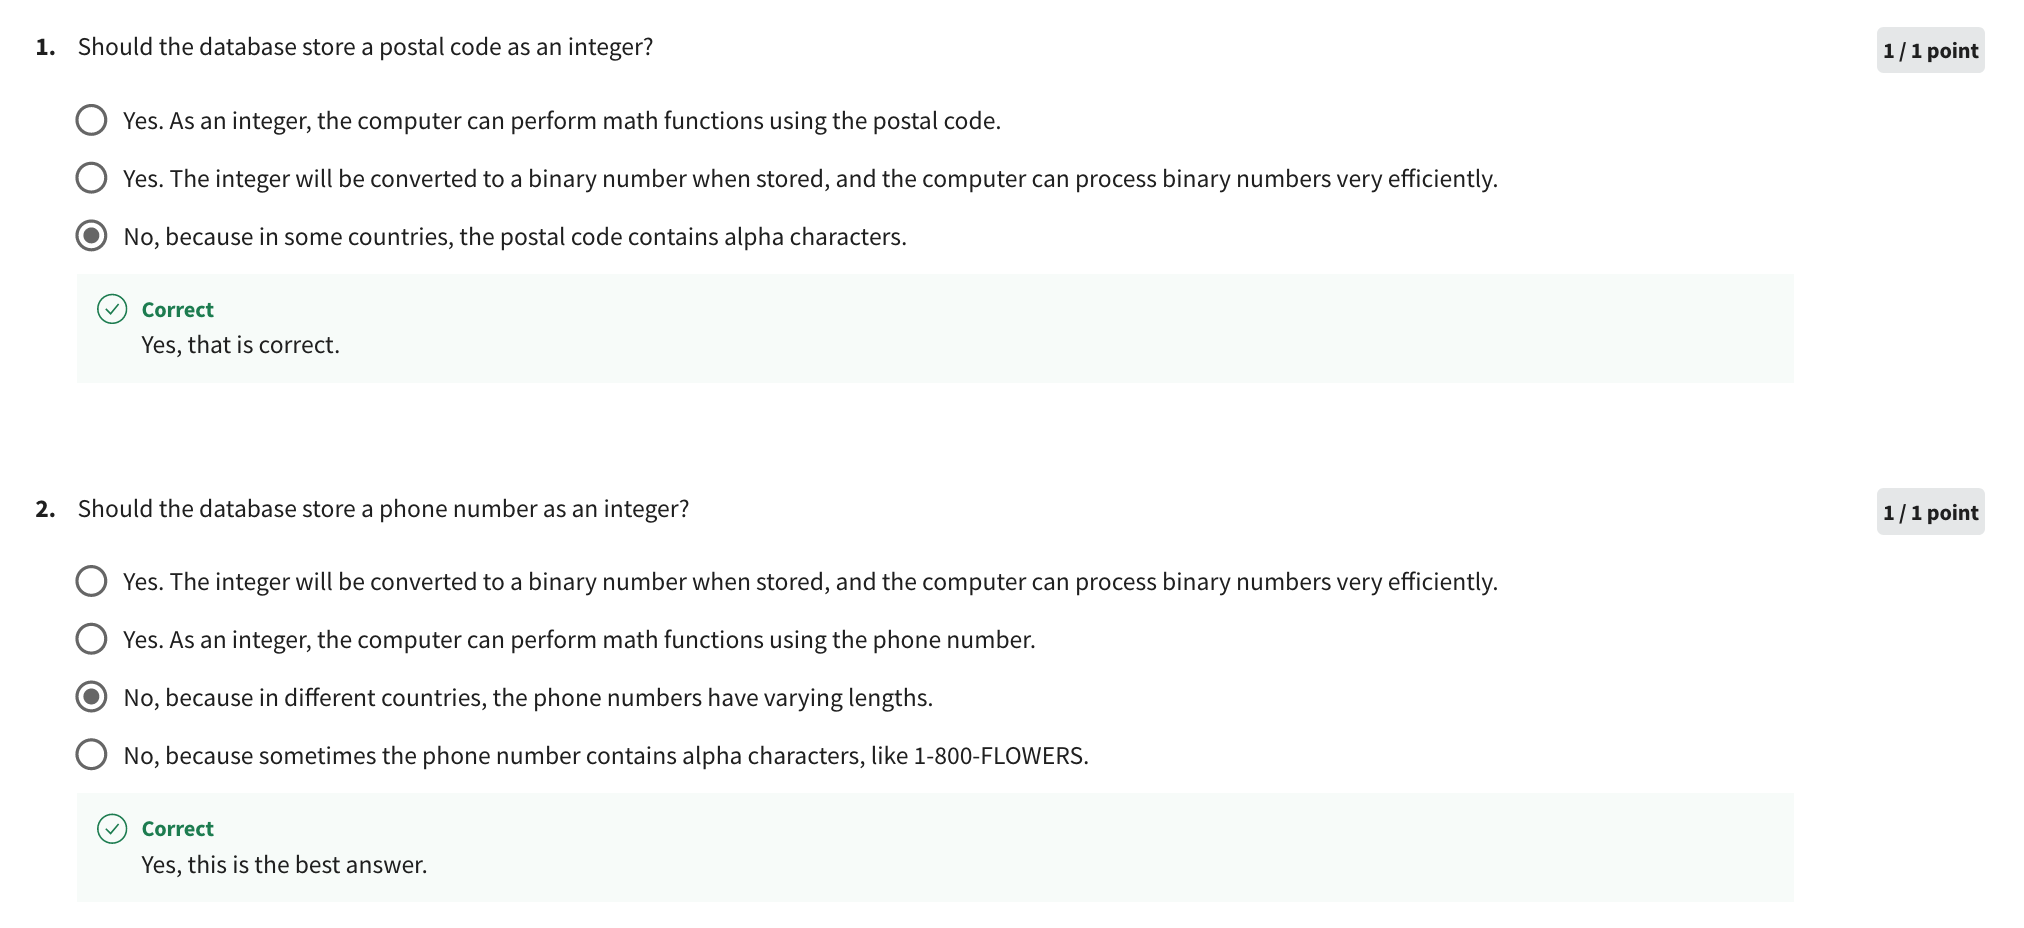 1. Should the database store a postal code as an integer?
1 / 1 point
Yes. As an integer, the computer can perform math functions using the postal code.
Yes. The integer will be converted to a binary number when stored, and the computer can process binary numbers very efficiently.
No, because in some countries, the postal code contains alpha characters.
Correct
Yes, that is correct.
2. Should the database store a phone number as an integer?
1 / 1 point
Yes. The integer will be converted to a binary number when stored, and the computer can process binary numbers very efficiently.
Yes. As an integer, the computer can perform math functions using the phone number.
No, because in different countries, the phone numbers have varying lengths.
No, because sometimes the phone number contains alpha characters, like 1-800-FLOWERS.
Correct
Yes, this is the best answer.